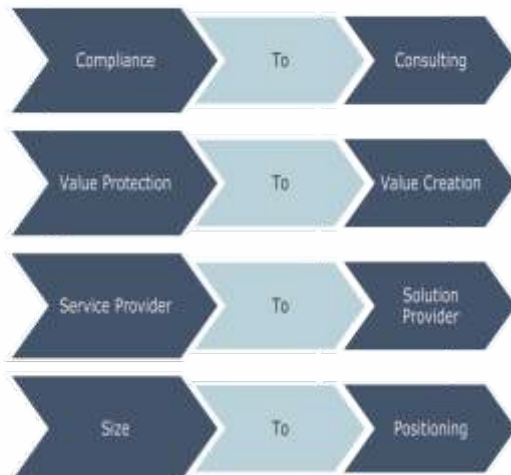 Compliance To Consulting
Value Protection To Value Creation
Service Provider To Solution
Provider
Size To Positioning